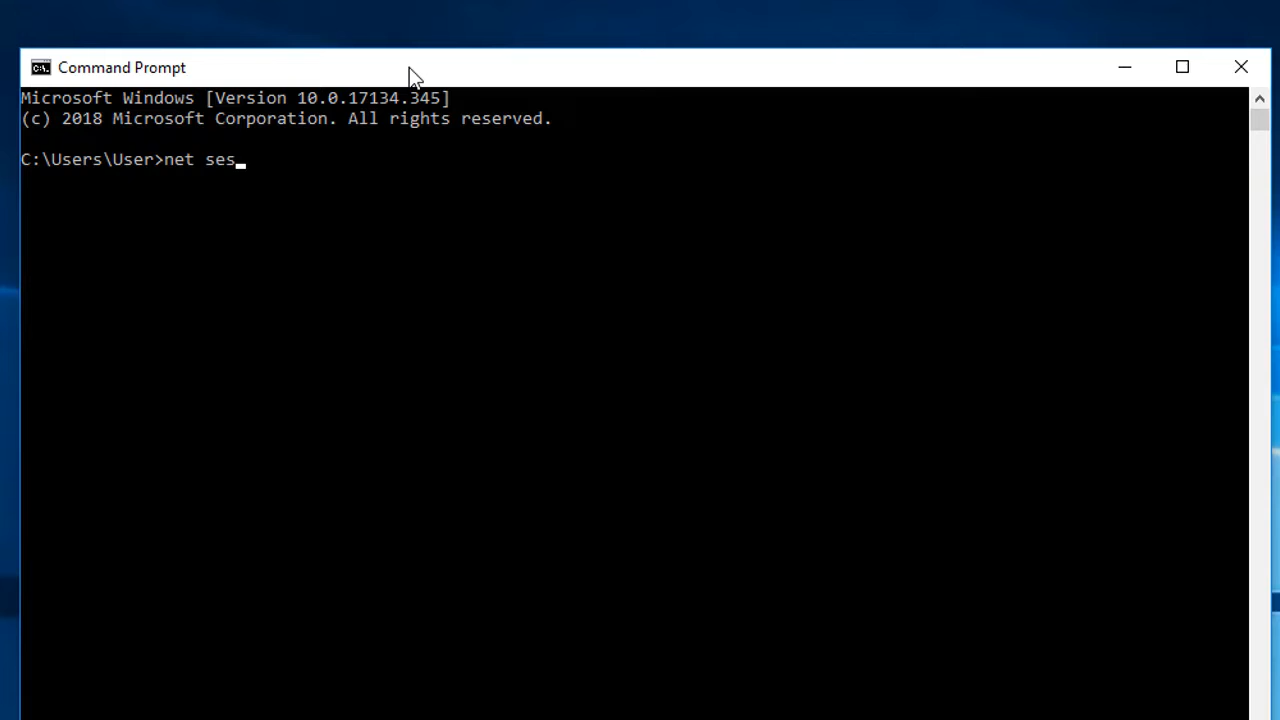 Command Prompt
Microsoft Windows [Version 10.0.17134.345]
(c) 2018 Microsoft Corporation. All rights reserved.
C:\Users\User>net ses